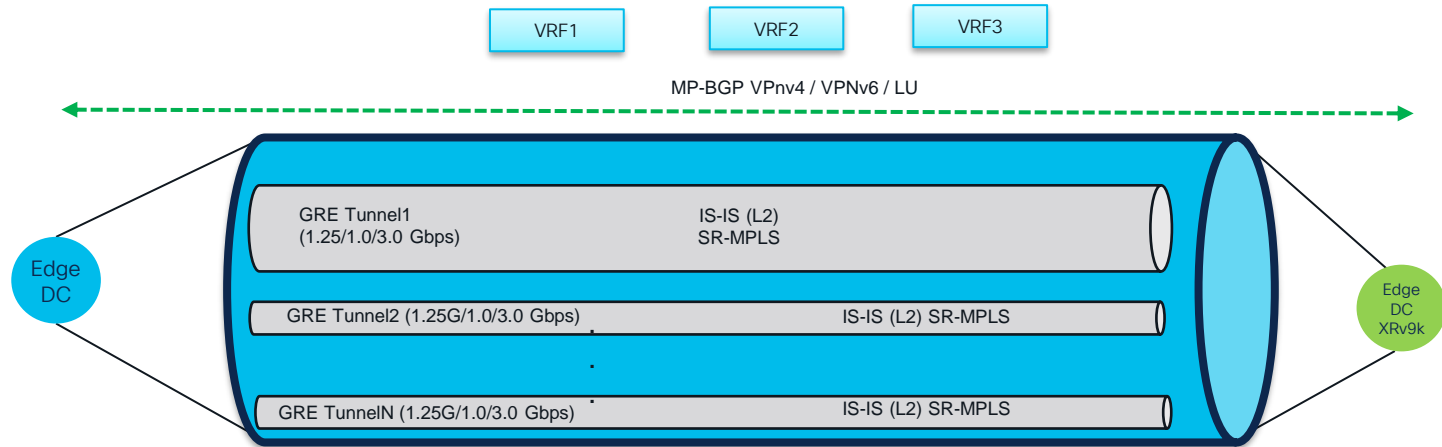 VRF1
VRF2
VRF3
MP-BGP VPnv4 / VPNv6 / LU
GRE Tunnel1
(1.25/1.0/3.0 Gbps)
IS-IS (L2)
SR-MPLS
Edge
DC
GRE Tunnel2 (1.25G/1.0/3.0 Gbps)
IS-IS (L2) SR-MPLS
Edge
DC
XRv9k
.
.
.
GRE TunnelN (1.25G/1.0/3.0 Gbps)
IS-IS (L2) SR-MPLS